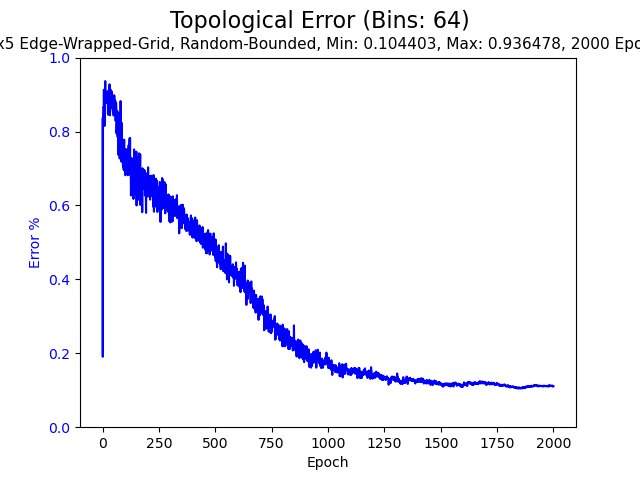 Topological Error (Bins: 64)
x5 Edge-Wrapped-Grid, Random-Bounded, Min: 0.104403, Max: 0.936478, 2000 Epo
1.0
0.8
0.6
0.4
0.2
0.0
Error %
0 250 500 750 1000 1250 1500 1750 2000
Epoch